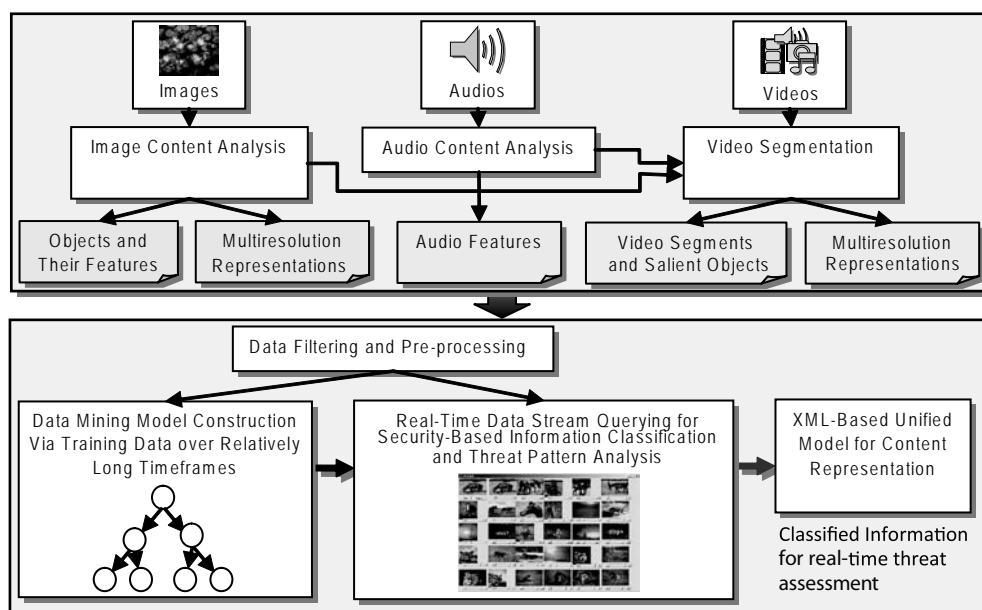 Images
Audios
Videos
Image Content Analysis
Audio Content Analysis
Video Segmentation
Objects and
Their Features
Multiresolution
Representations
Audio Features
Video Segments
and Salient Objects
Multiresolution
Representations
Data Filtering and Pre-processing
Data Mining Model Construction
Via Training Data over Relatively
Long Timeframes
Real-Time Data Stream Querying for
Security-Based Information Classification
and Threat Pattern Analysis
XML-Based Unified
Model for Content
Representation
Classified Information
for real-time threat
assessment